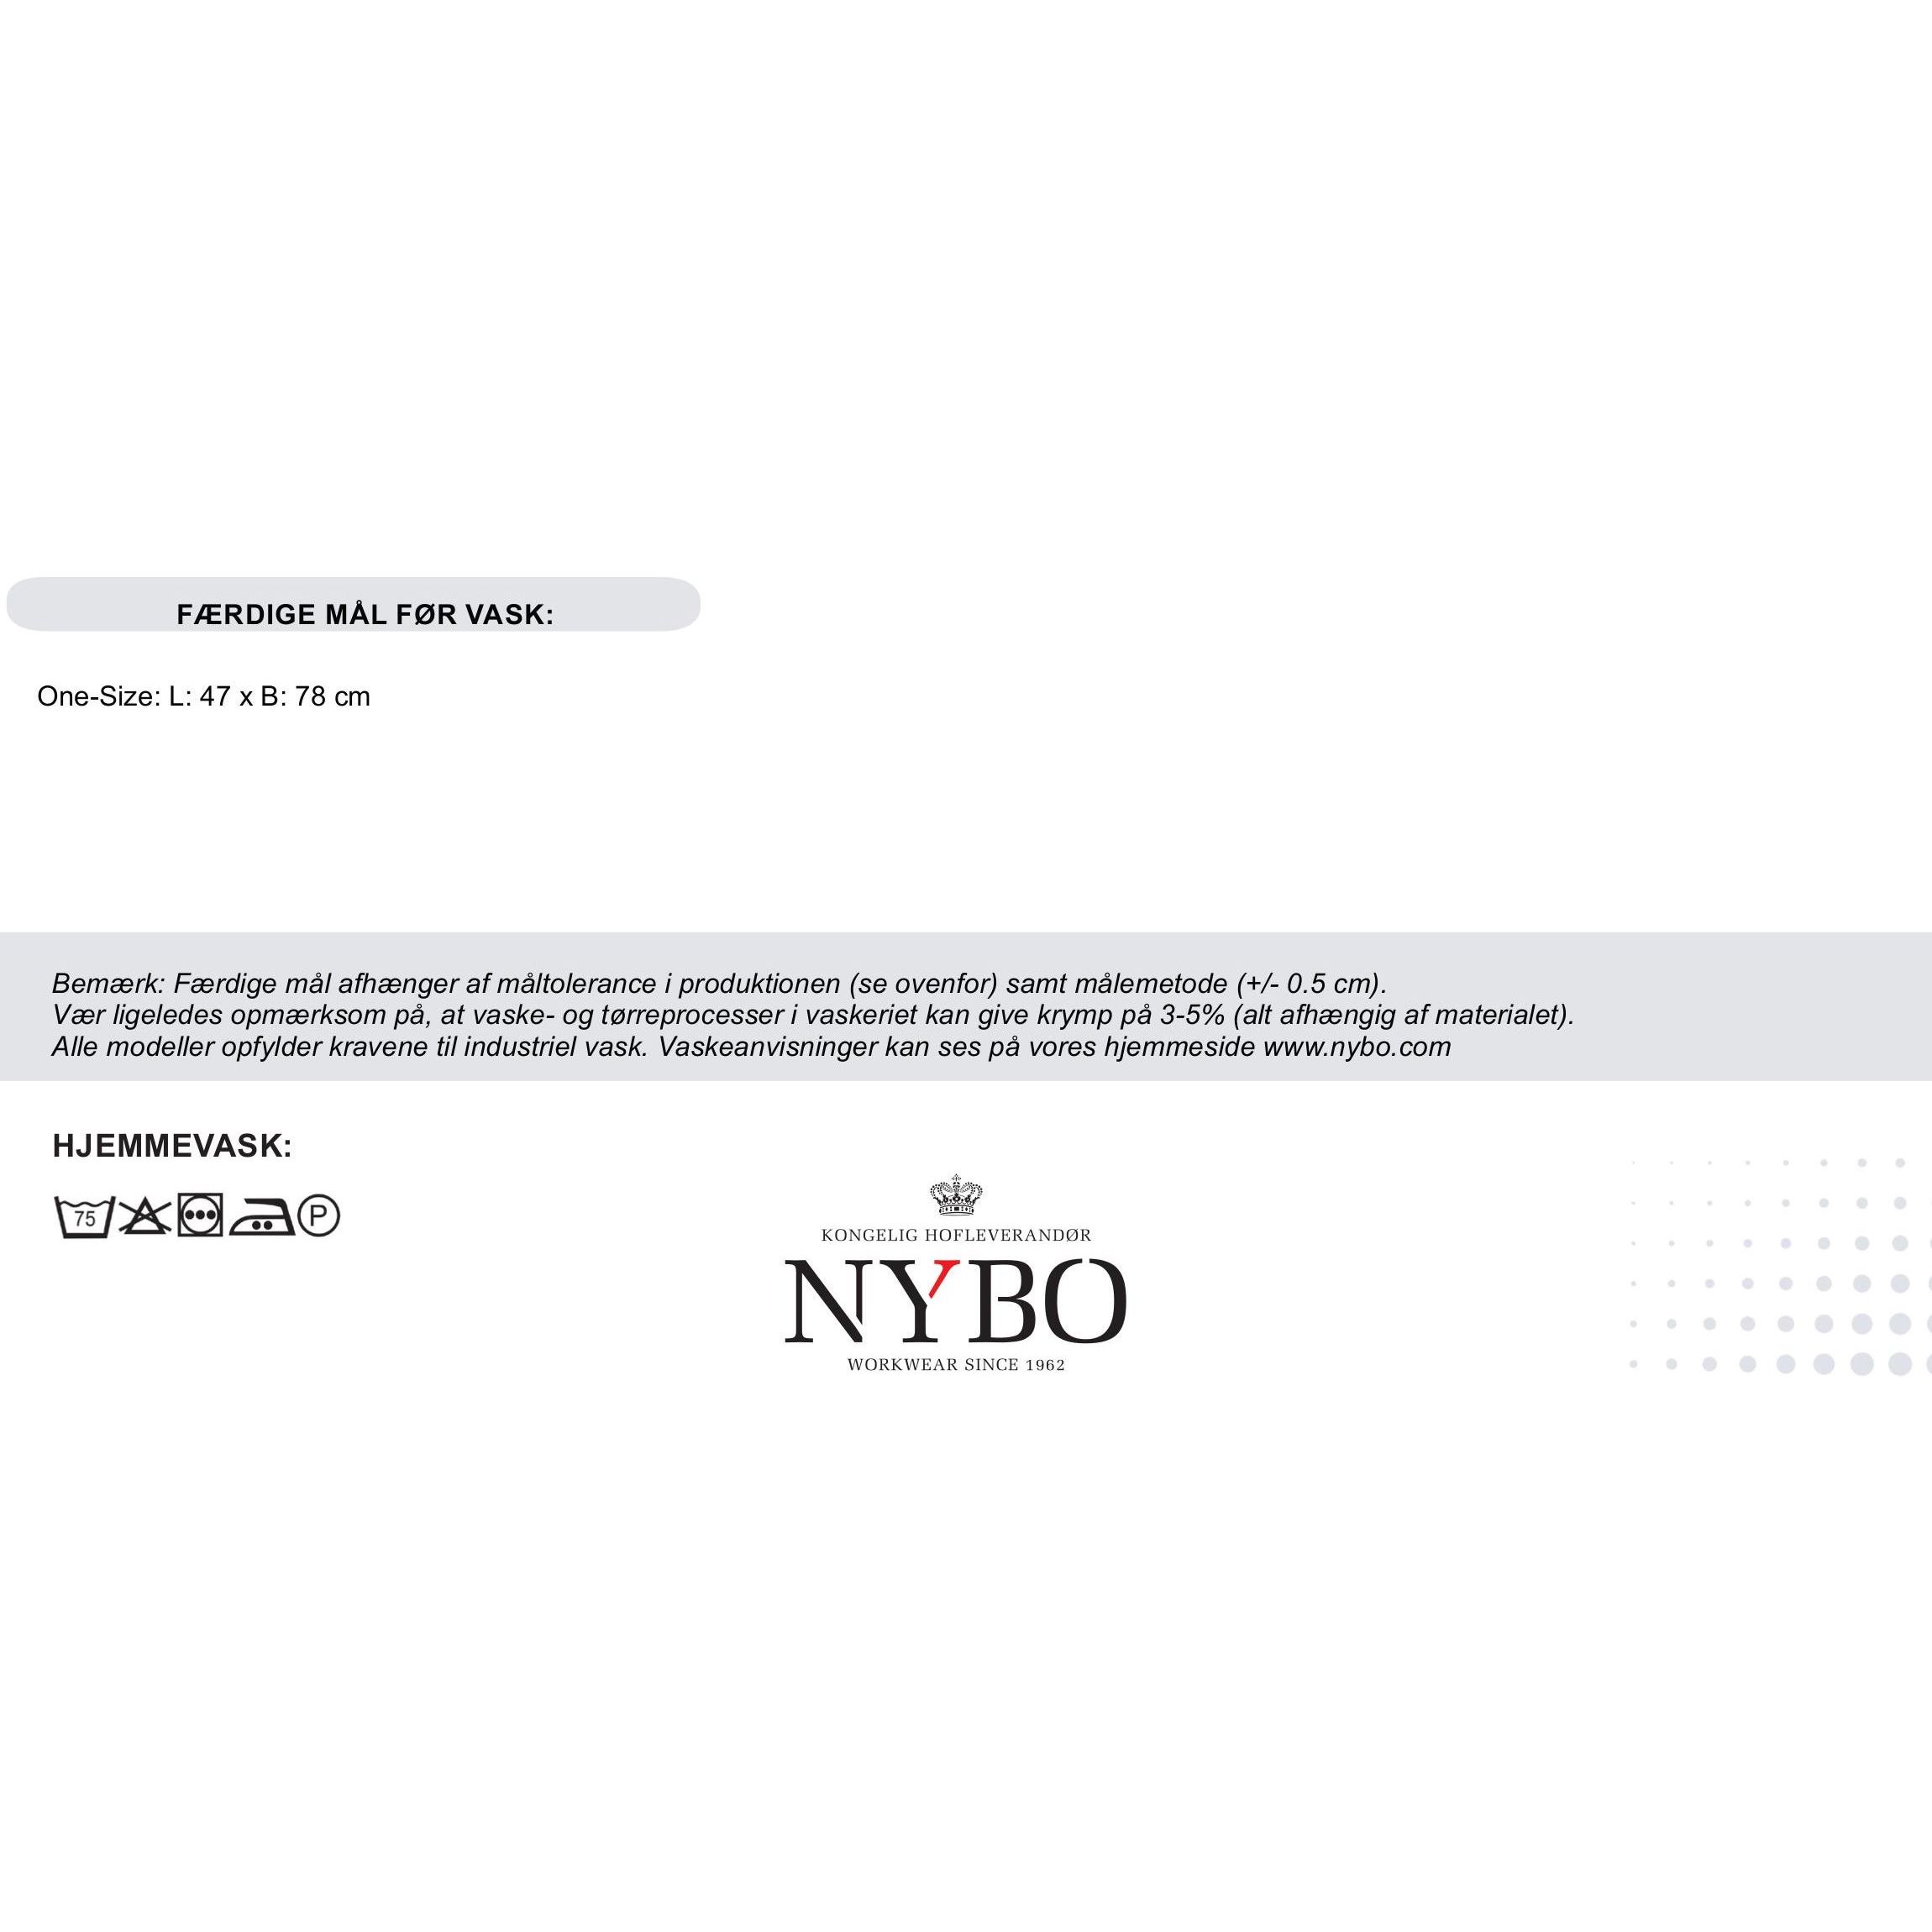 FÆRDIGE MÅL FØR VASK:
One-Size: L: 47 x B: 78 cm
Bemærk: Færdige mål afhænger af måltolerance i produktionen (se ovenfor) samt målemetode (+/- 0.5 cm).
Vær ligeledes opmærksom på, at vaske- og tørreprocesser i vaskeriet kan give krymp på 3-5% (alt afhængig af materialet).
Alle modeller opfylder kravene til industriel vask. Vaskeanvisninger kan ses på vores hjemmeside www.nybo.com
HJEMMEVASK:
75 P
KONGELIG HOFLEVERANDØR
NYBO
WORKWEAR SINCE 1962